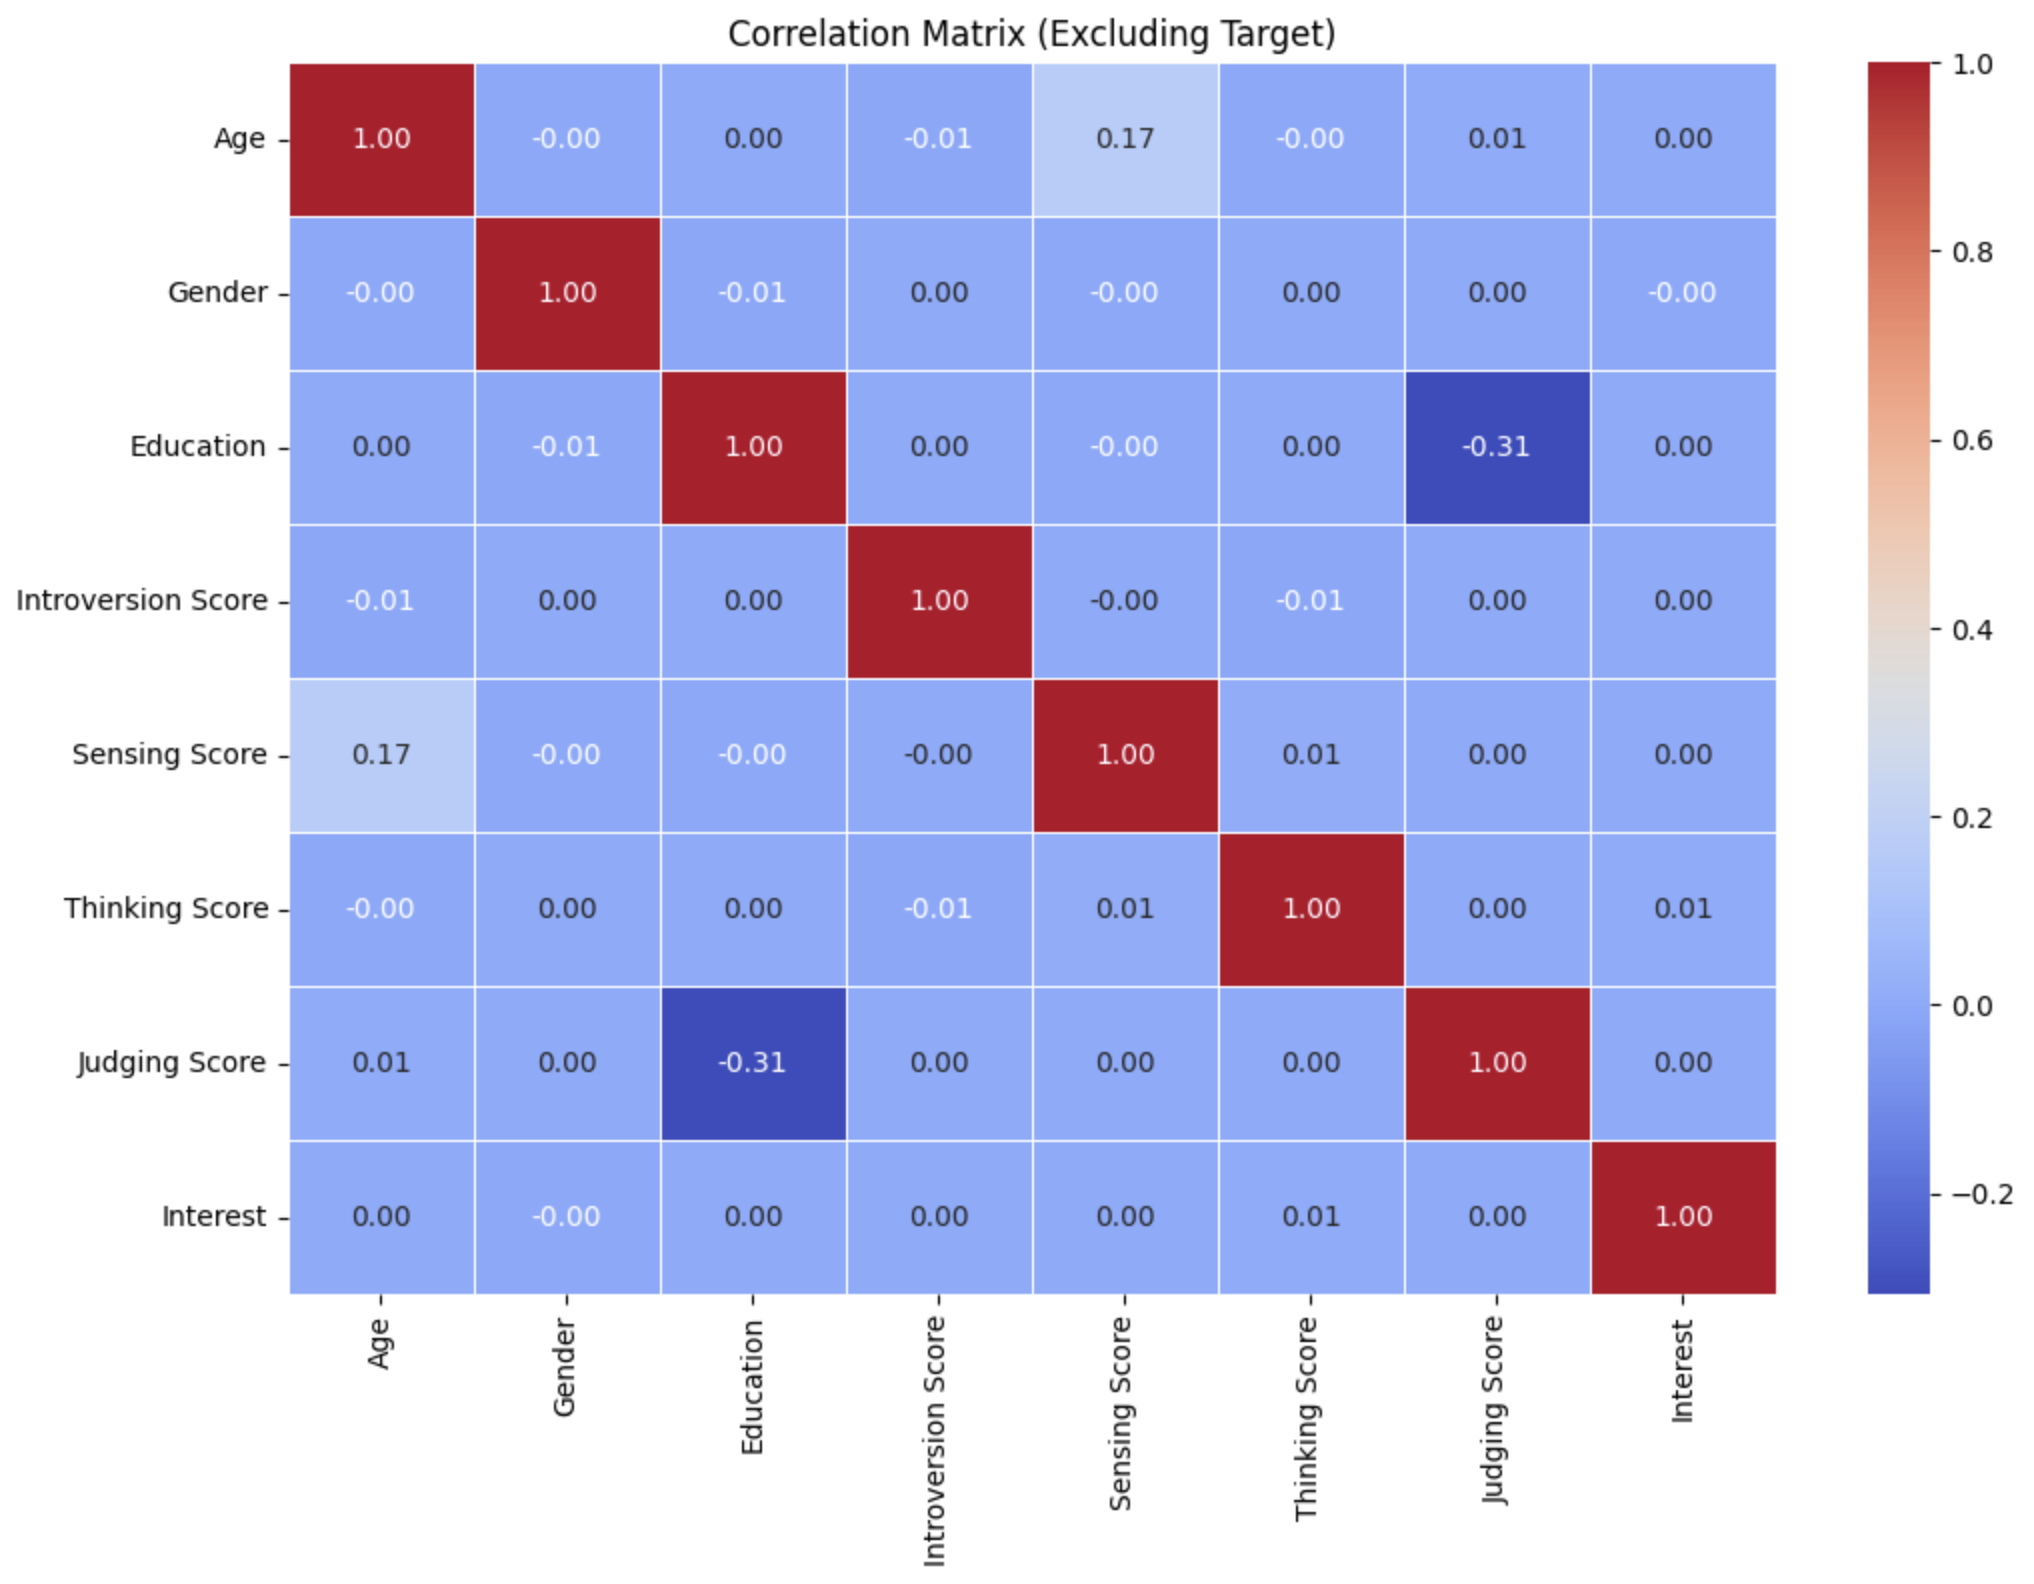 Correlation Matrix (Excluding Target)
Age 1.00 -0.00 0.00 -0.01 0.17 -0.00 0.01 0.00
Gender -0.00 1.00 -0.01 0.00 -0.00 0.00 0.00 -0.00
Education 0.00 -0.01 1.00 0.00 -0.00 0.00 -0.31 0.00
Introversion Score -0.01 0.00 0.00 1.00 -0.00 -0.01 0.00 0.00
Sensing Score 0.17 -0.00 -0.00 -0.00 1.00 0.01 0.00 0.00
Thinking Score -0.00 0.00 0.00 -0.01 0.01 1.00 0.00 0.01
Judging Score 0.01 0.00 -0.31 0.00 0.00 0.00 1.00 0.00
Interest 0.00 -0.00 0.00 0.00 0.00 0.01 0.00 1.00
Age
Gender
Education
Introversion Score
Sensing Score
Thinking Score
Judging Score
Interest
1.0
0.8
0.6
0.4
0.2
0.0
−0.2